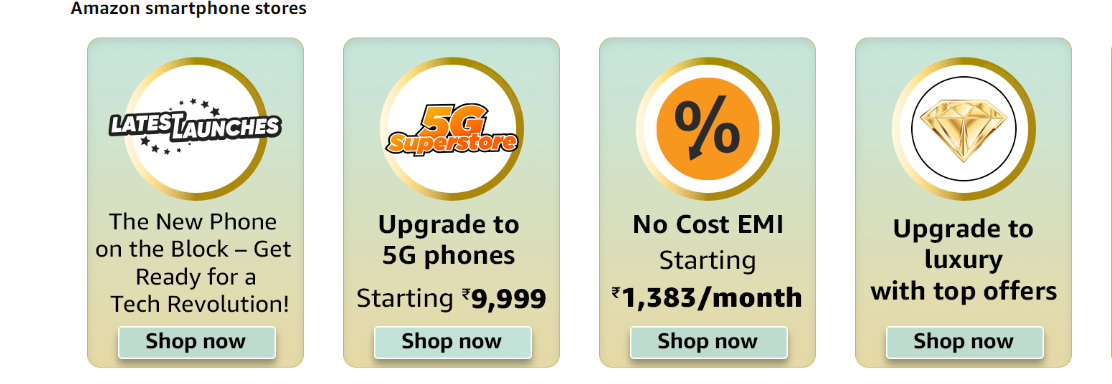 Amazon smartphone stores
LATEST LAUNCHES
The New Phone
on the Block – Get
Ready for a
Tech Revolution!
Shop now
5G
Superstore
Upgrade to
5G phones
Starting ₹9,999
Shop now
%
No Cost EMI
Starting
₹1,383/month
Shop now
Upgrade to
luxury
with top offers
Shop now